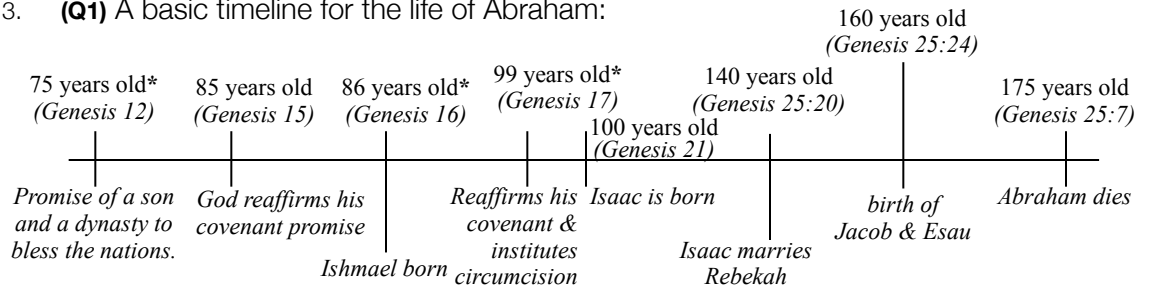 3. (Q1) A basic timeline for the life of Abraham:
75 years old*
(Genesis 12)
Promise of a son
and a dynasty to
bless the nations.
85 years old
(Genesis 15)
God reaffirms his
covenant promise
86 years old*
(Genesis 16)
Ishmael born
99 years old*
(Genesis 17)
Reaffirms his
covenant &
institutes
circumcision
100 years old
(Genesis 21)
Isaac is born
140 years old
(Genesis 25:20)
Isaac marries
Rebekah
160 years old
(Genesis 25:24)
birth of
Jacob & Esau
175 years old
(Genesis 25:7)
Abraham dies